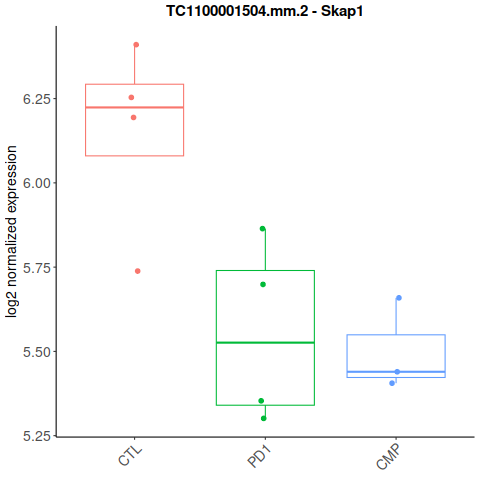 TC1100001504.mm.2 - Skap1
log2 normalized expression
6.25
6.00
5.75
5.50
5.25
CTL
PD1
CMP